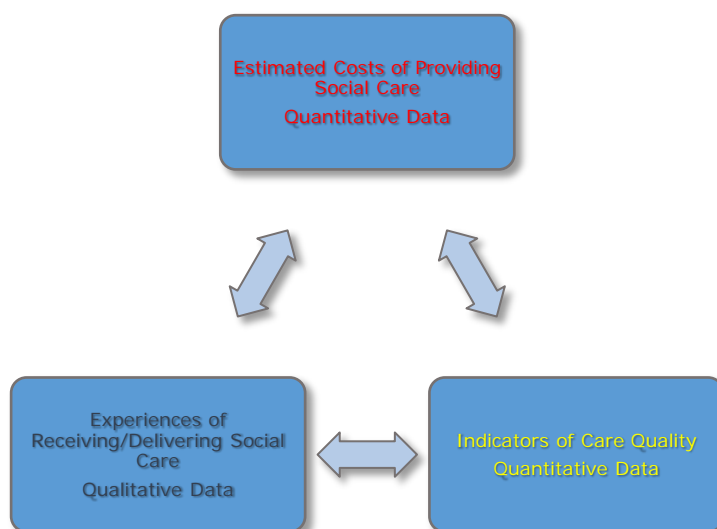 Estimated Costs of Providing
Social Care
Quantitative Data
Experiences of
Receiving/Delivering Social
Care
Qualitative Data
Indicators of Care Quality
Quantitative Data